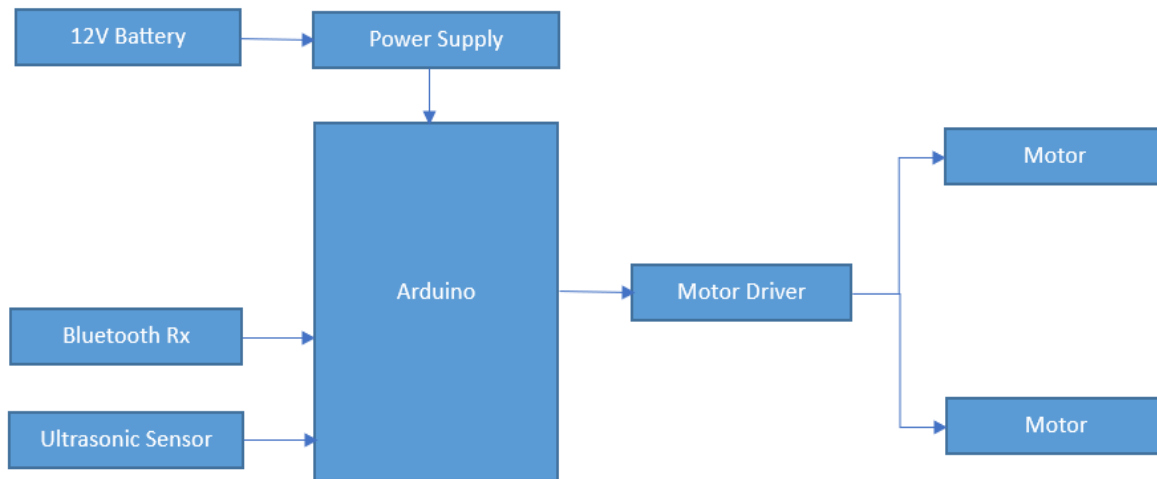 12V Battery
Power Supply
Motor
Arduino
Motor Driver
Bluetooth Rx
Ultrasonic Sensor
Motor